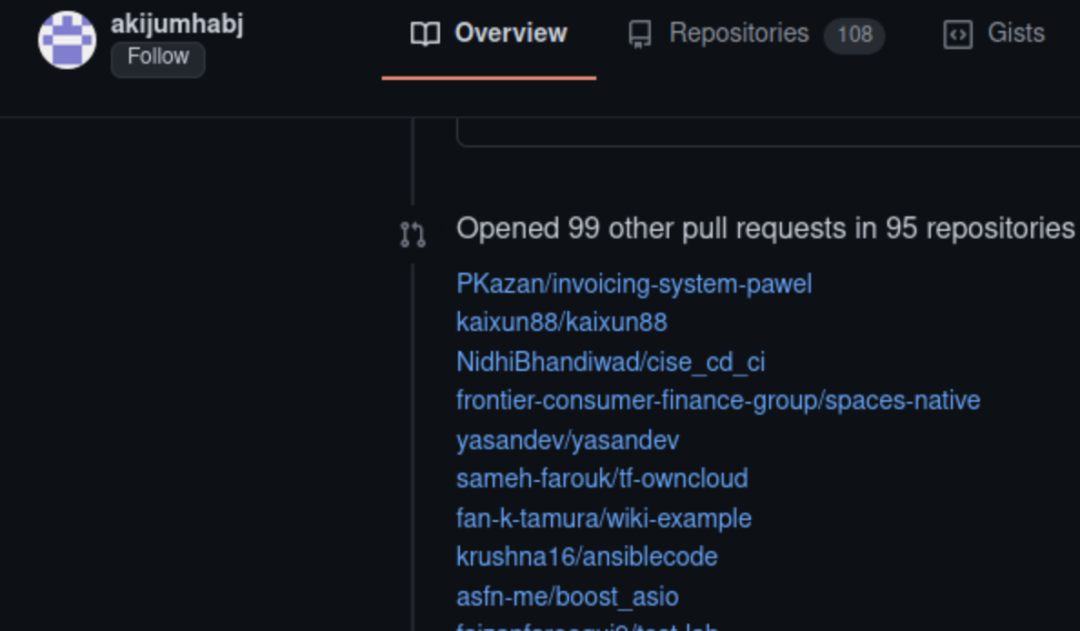 akijumhabj
Follow
Overview
Repositories 108
Gists
Opened 99 other pull requests in 95 repositories
PKazan/invoicing-system-pawel
kaixun88/kaixun88
NidhiBhandiwad/cise_cd_ci
frontier-consumer-finance-group/spaces-native
yasandev/yasandev
sameh-farouk/tf-owncloud
fan-k-tamura/wiki-example
krushna16/ansiblecode
asfn-me/boost_asio